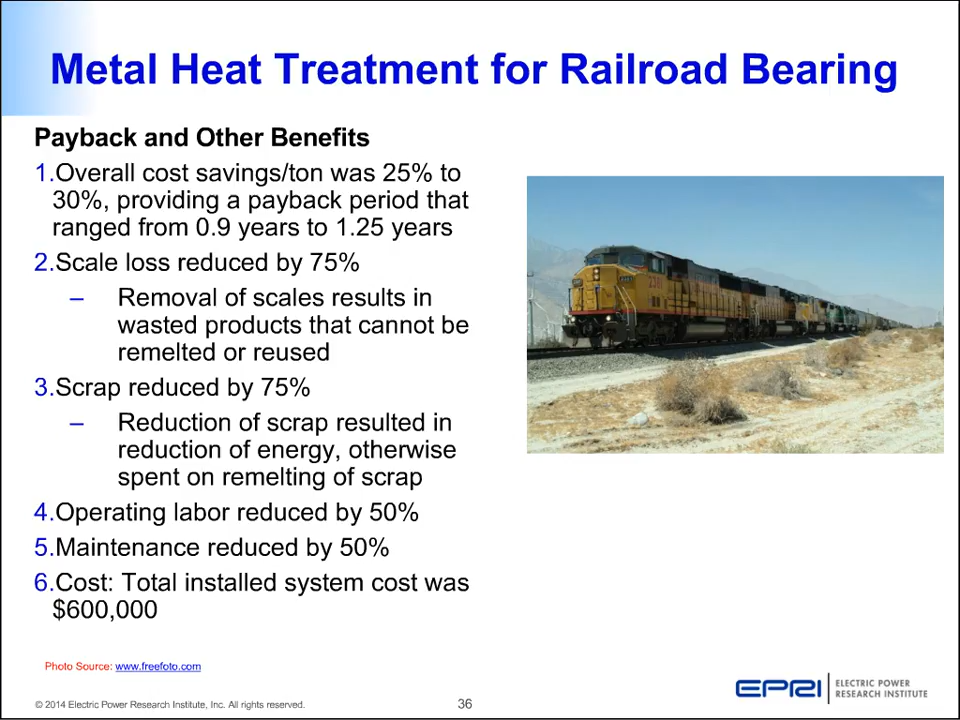 Metal Heat Treatment for Railroad Bearing
Payback and Other Benefits
1.Overall cost savings/ton was 25% to
30%, providing a payback period that
ranged from 0.9 years to 1.25 years
2.Scale loss reduced by 75%
– Removal of scales results in
wasted products that cannot be
remelted or reused
3.Scrap reduced by 75%
– Reduction of scrap resulted in
reduction of energy, otherwise
spent on remelting of scrap
4.Operating labor reduced by 50%
5.Maintenance reduced by 50%
6.Cost: Total installed system cost was
$600,000
Photo Source: www.freefoto.com
© 2014 Electric Power Research Institute, Inc. All rights reserved.
36
EPRI
ELECTRIC POWER
RESEARCH INSTITUTE